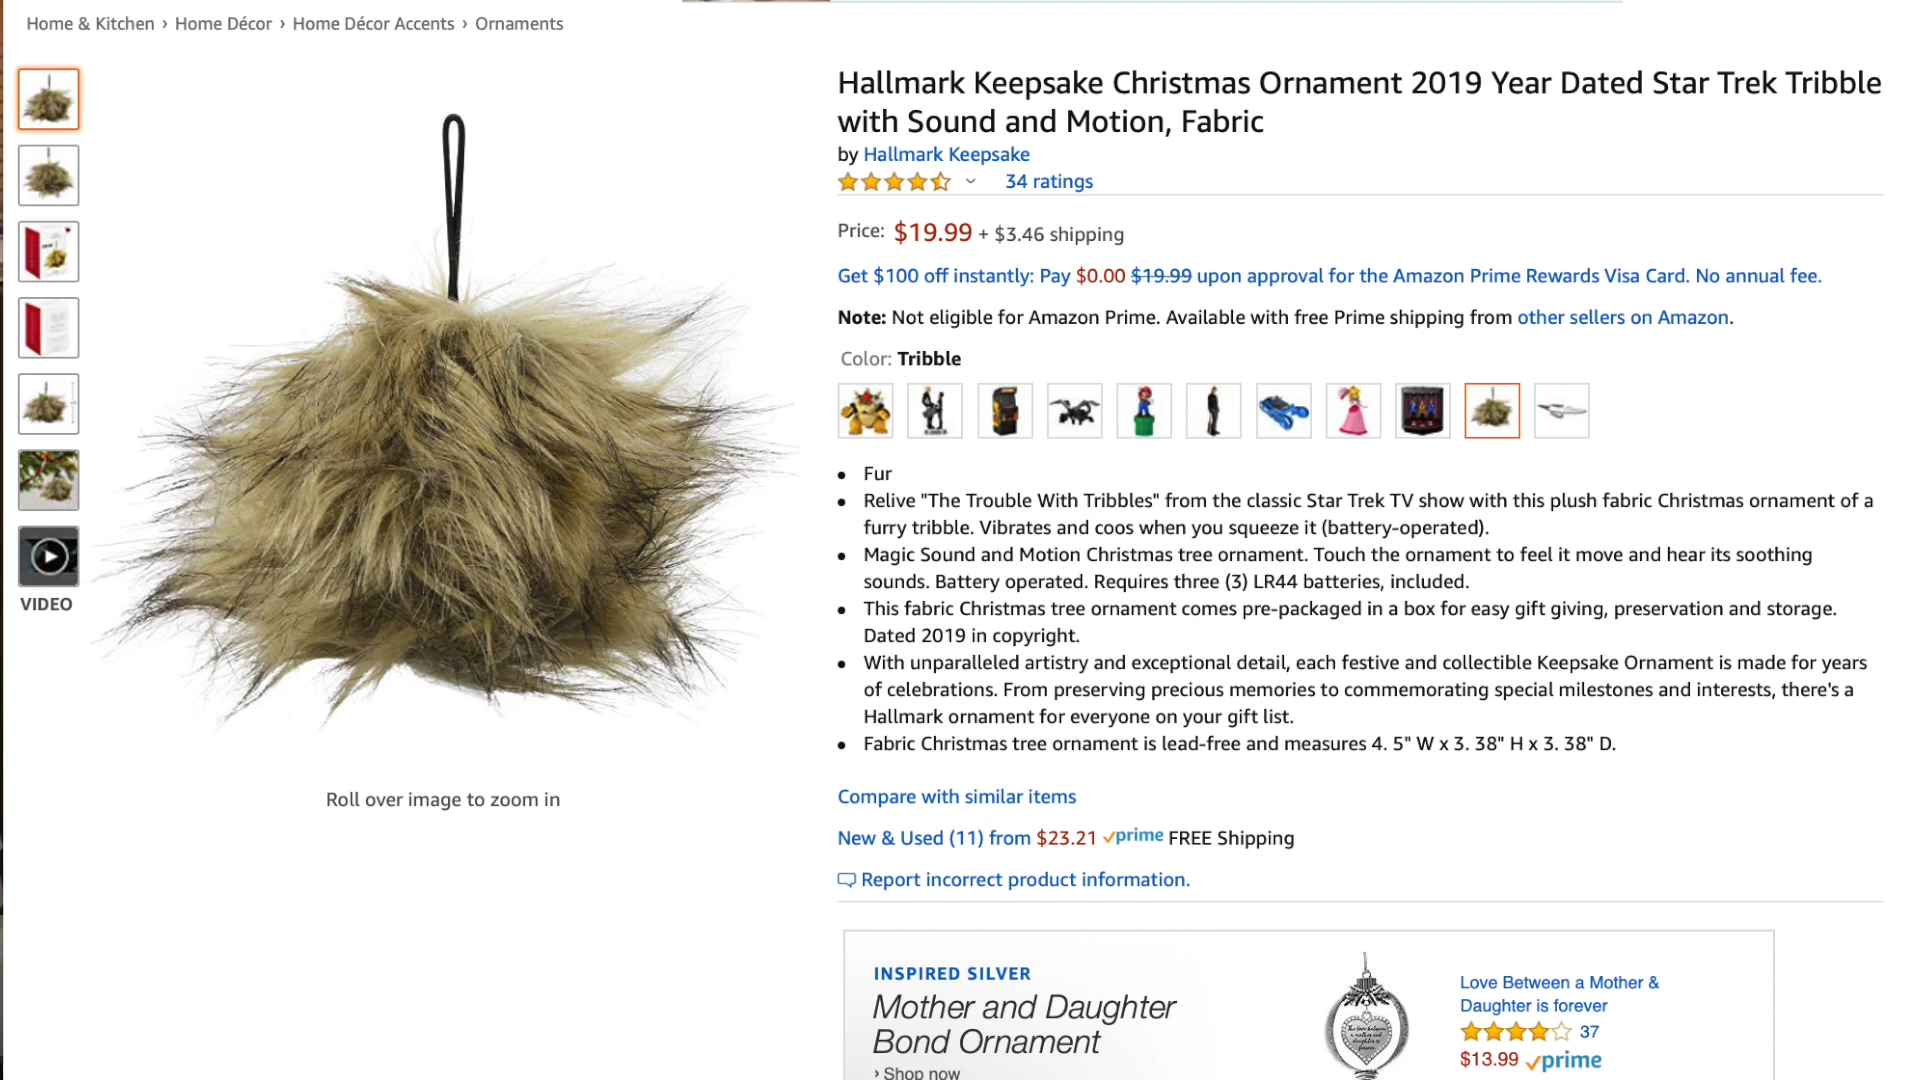 Home & Kitchen › Home Décor › Home Décor Accents › Ornaments
Hallmark Keepsake Christmas Ornament 2019 Year Dated Star Trek Tribble
with Sound and Motion, Fabric
by Hallmark Keepsake
34 ratings
Price: $19.99 + $3.46 shipping
Get $100 off instantly: Pay $0.00 $19.99 upon approval for the Amazon Prime Rewards Visa Card. No annual fee.
Note: Not eligible for Amazon Prime. Available with free Prime shipping from other sellers on Amazon.
Color: Tribble
• Fur
• Relive "The Trouble With Tribbles" from the classic Star Trek TV show with this plush fabric Christmas ornament of a
furry tribble. Vibrates and coos when you squeeze it (battery-operated).
• Magic Sound and Motion Christmas tree ornament. Touch the ornament to feel it move and hear its soothing
sounds. Battery operated. Requires three (3) LR44 batteries, included.
• This fabric Christmas tree ornament comes pre-packaged in a box for easy gift giving, preservation and storage.
Dated 2019 in copyright.
• With unparalleled artistry and exceptional detail, each festive and collectible Keepsake Ornament is made for years
of celebrations. From preserving precious memories to commemorating special milestones and interests, there's a
Hallmark ornament for everyone on your gift list.
• Fabric Christmas tree ornament is lead-free and measures 4. 5" W x 3. 38" H x 3. 38" D.
VIDEO
Roll over image to zoom in
Compare with similar items
New & Used (11) from $23.21 prime FREE Shipping
Report incorrect product information.
INSPIRED SILVER
Mother and Daughter
Bond Ornament
› Shop now
Love Between a Mother &
Daughter is forever
37
$13.99 prime